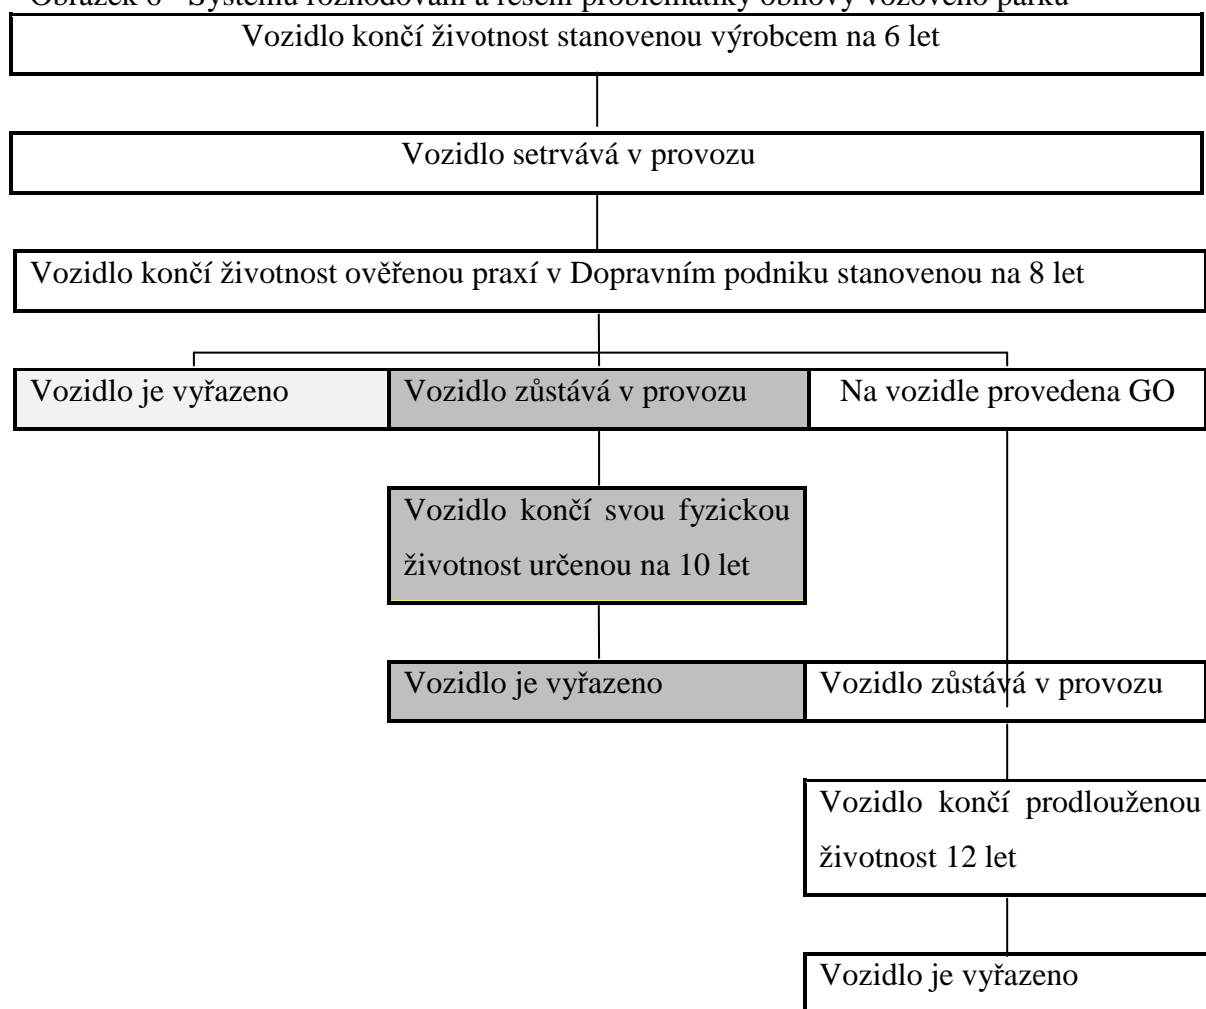 Obrázek 6 - Systémů rozhodování a řešení problematiky obnovy vozového parku
Vozidlo končí životnost stanovenou výrobcem na 6 let
Vozidlo setrvává v provozu
Vozidlo končí životnost ověřenou praxí v Dopravním podniku stanovenou na 8 let
Vozidlo je vyřazeno
Vozidlo zůstává v provozu
Na vozidle provedena GO
Vozidlo končí svou fyzickou
životnost určenou na 10 let
Vozidlo je vyřazeno
Vozidlo zůstává v provozu
Vozidlo končí prodlouženou
životnost 12 let
Vozidlo je vyřazeno